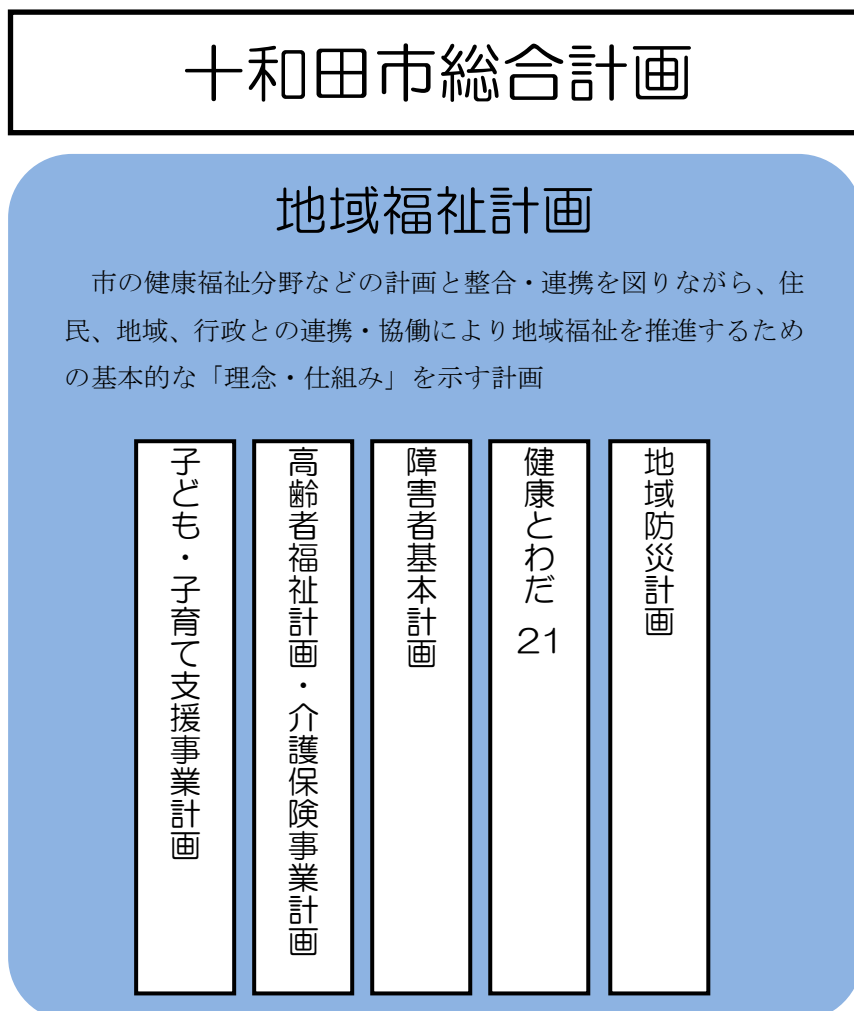 十和田市総合計画
地域福祉計画
市の健康福祉分野などの計画と整合・連携を図りながら、住
民、地域、行政との連携・協働により地域福祉を推進するため
の基本的な「理念・仕組み」を示す計画
子ども・子育て支援事業計画
高齢者福祉計画・介護保険事業計画
障害者基本計画
健康とわだ21
地域防災計画